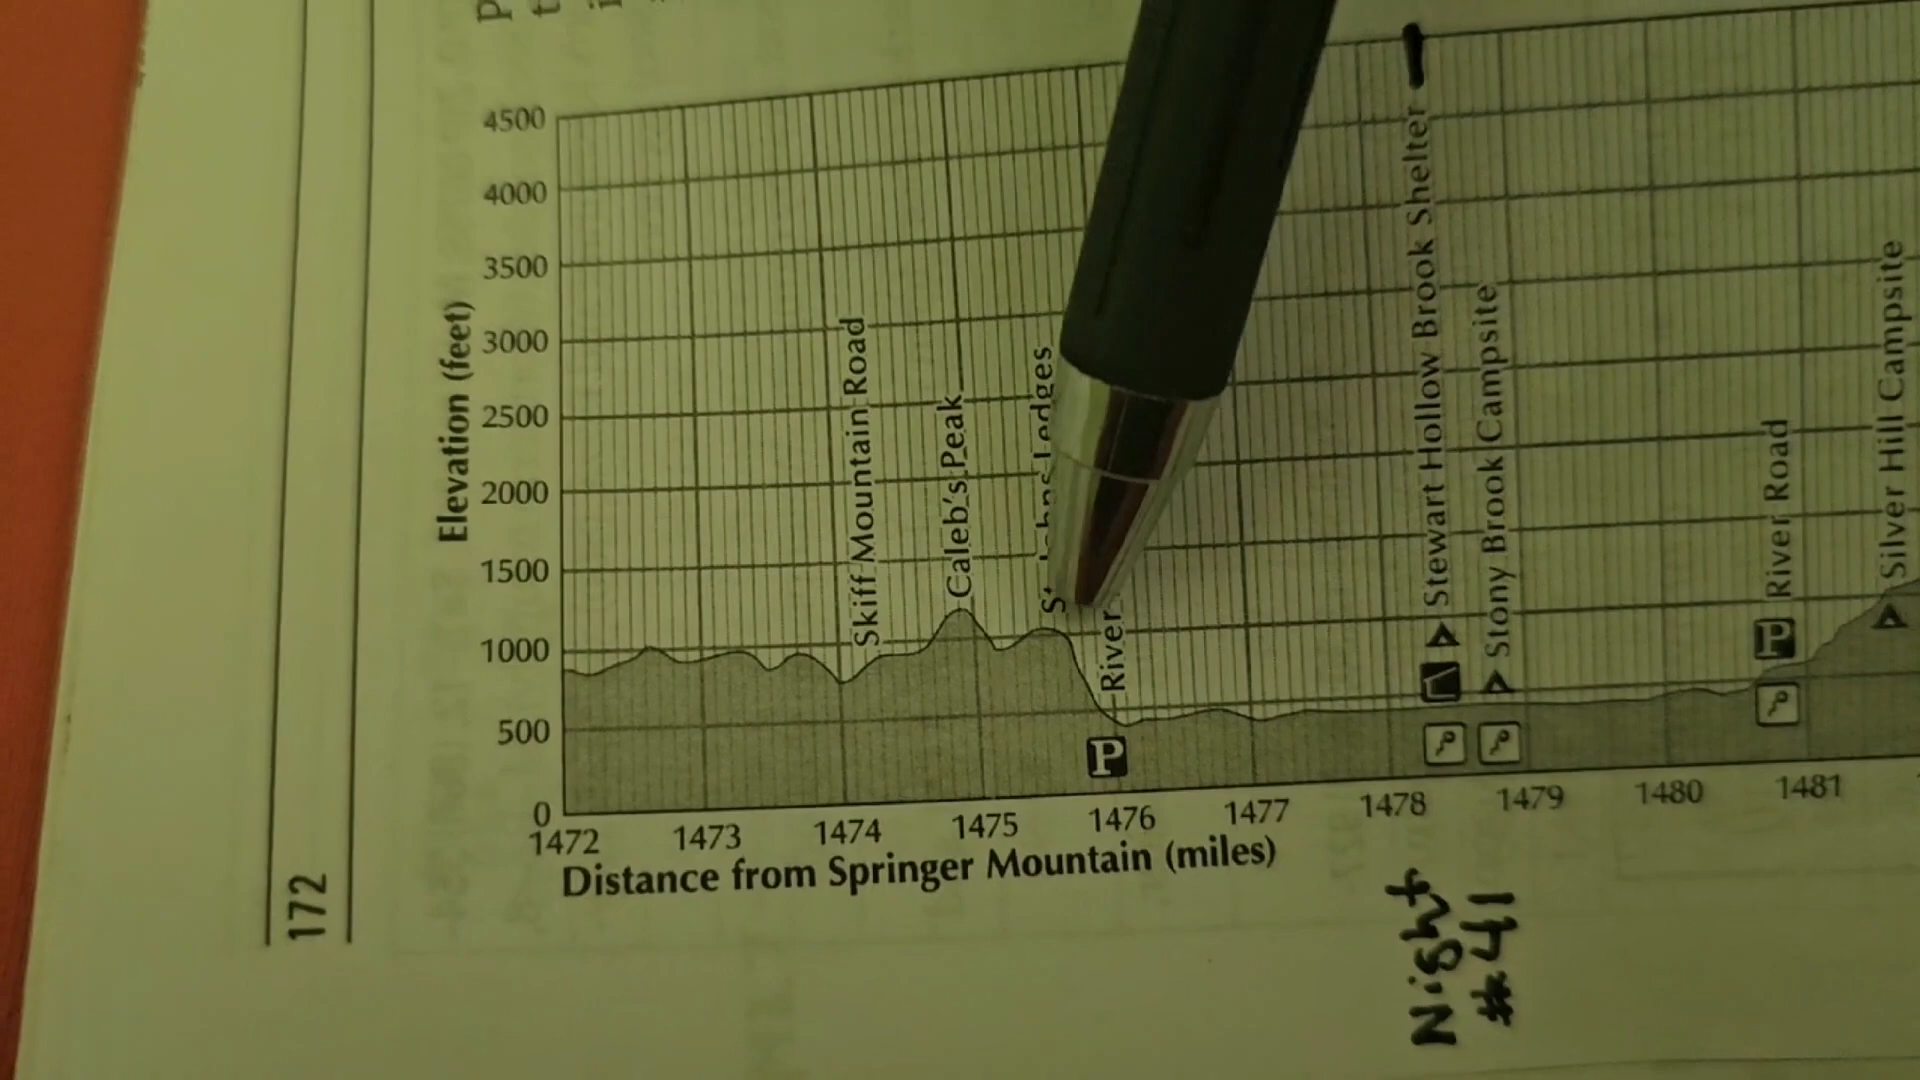 4500
4000
3500
3000
2500
2000
1500
1000
500
0
Elevation (feet)
Skiff Mountain Road
Caleb's Peak
Ledges
River
Stewart Hollow Brook Shelter
Stony Brook Campsite
River Road
Silver Hill Campsite
P
P
1472 1473 1474 1475 1476 1477 1478 1479 1480 1481
Distance from Springer Mountain (miles)
172
Night
#41